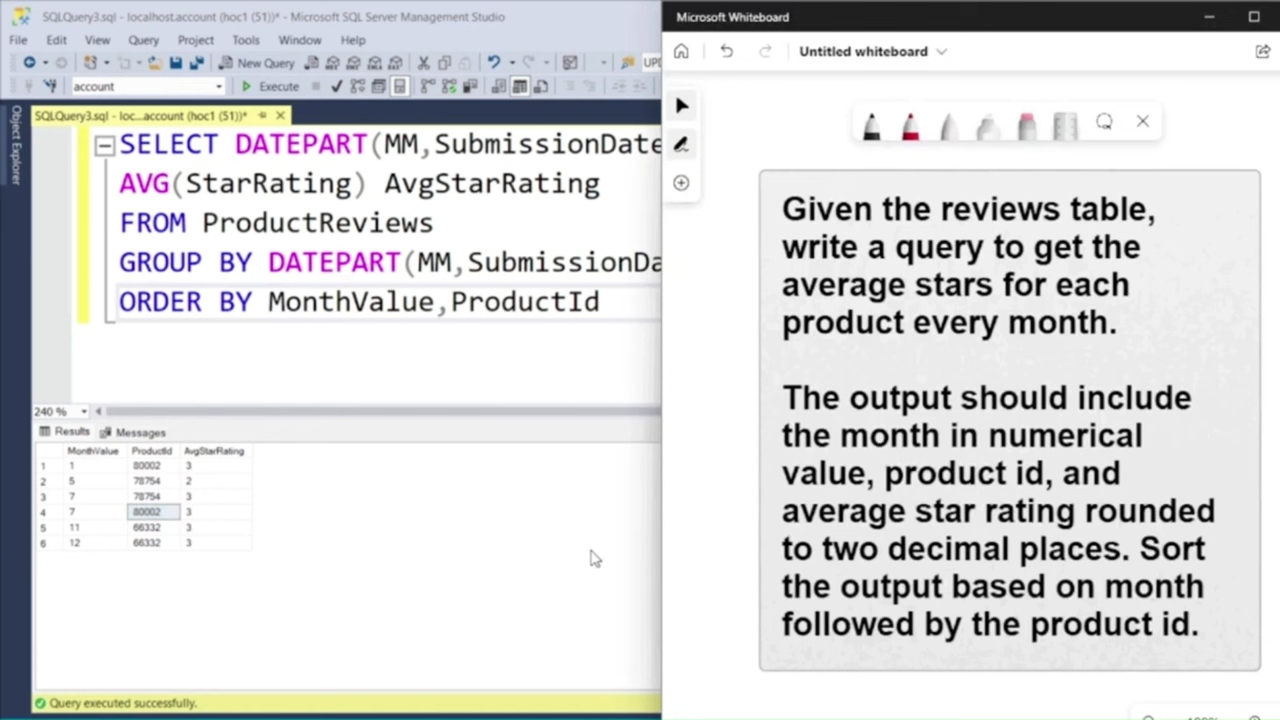 SQLQuery3.sql - localhost.account (hoc1 (51))* - Microsoft SQL Server Management Studio
File Edit View Query Project Tools Window Help
New Query
account
Execute
SQLQuery3.sql - loc...account (hoc1 (51))*
Object Explorer
SELECT DATEPART(MM,SubmissionDate
AVG(StarRating) AvgStarRating
FROM ProductReviews
GROUP BY DATEPART(MM,SubmissionDa
ORDER BY MonthValue,ProductId
240 %
Results Messages
MonthValue ProductId AvgStarRating
1 1 80002 3
2 5 78754 2
3 7 78754 3
4 7 80002 3
5 11 66332 3
6 12 66332 3
Query executed successfully.
Microsoft Whiteboard
Untitled whiteboard
Given the reviews table,
write a query to get the
average stars for each
product every month.
The output should include
the month in numerical
value, product id, and
average star rating rounded
to two decimal places. Sort
the output based on month
followed by the product id.